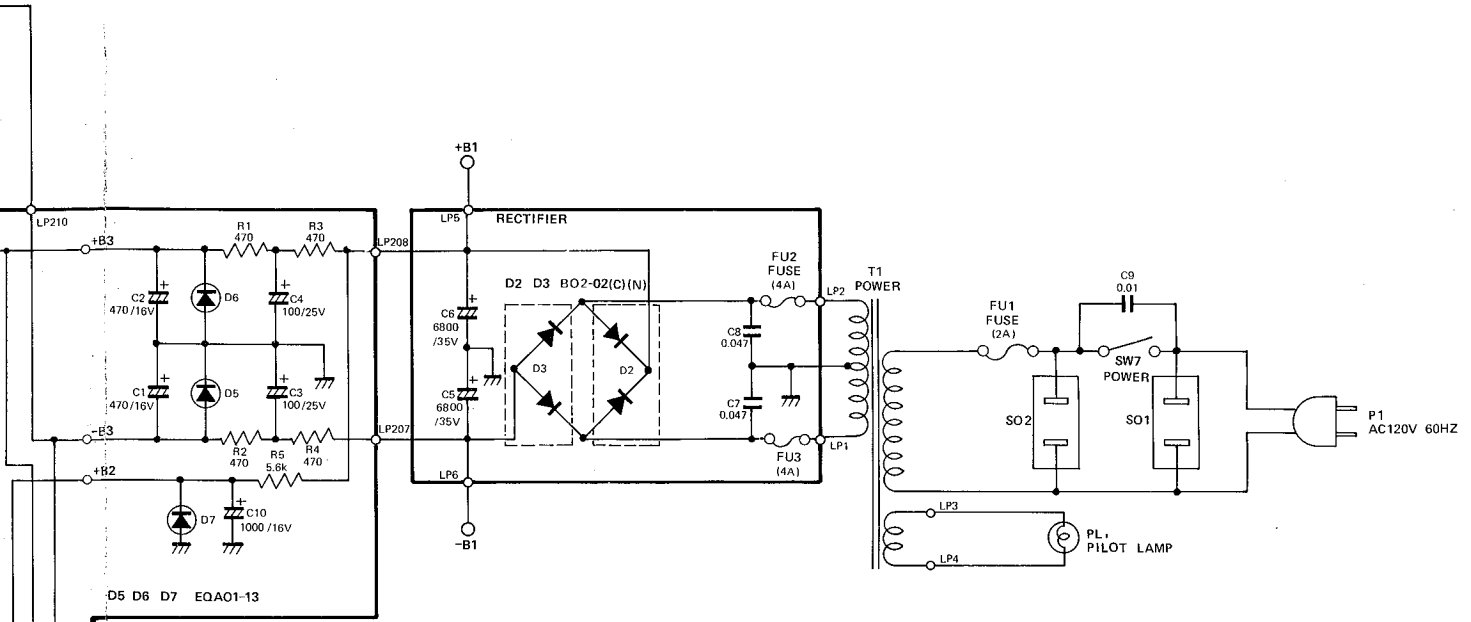 +B1
LP5
RECTIFIER
LP210
+B3
R1
470
R3
470
LP208
C2
470/16V
D6
C4
100/25V
C1
470/16V
D5
C3
100/25V
-B3
R2
470
R5
5.6k
R4
470
LP207
+B2
D7
C10
1000/16V
D5 D6 D7 EQA01-13
C6
6800
/35V
C5
6800
/35V
D2 D3 BO2-02(C)(N)
D3
D2
C8
0.047
C7
0.047
FU2
FUSE
(4A)
LP2
FU3
(4A)
LP1
LP6
-B1
T1
POWER
FU1
FUSE
(2A)
C9
0.01
SW7
POWER
SO2
SO1
P1
AC120V 60HZ
LP3
LP4
PL,
PILOT LAMP